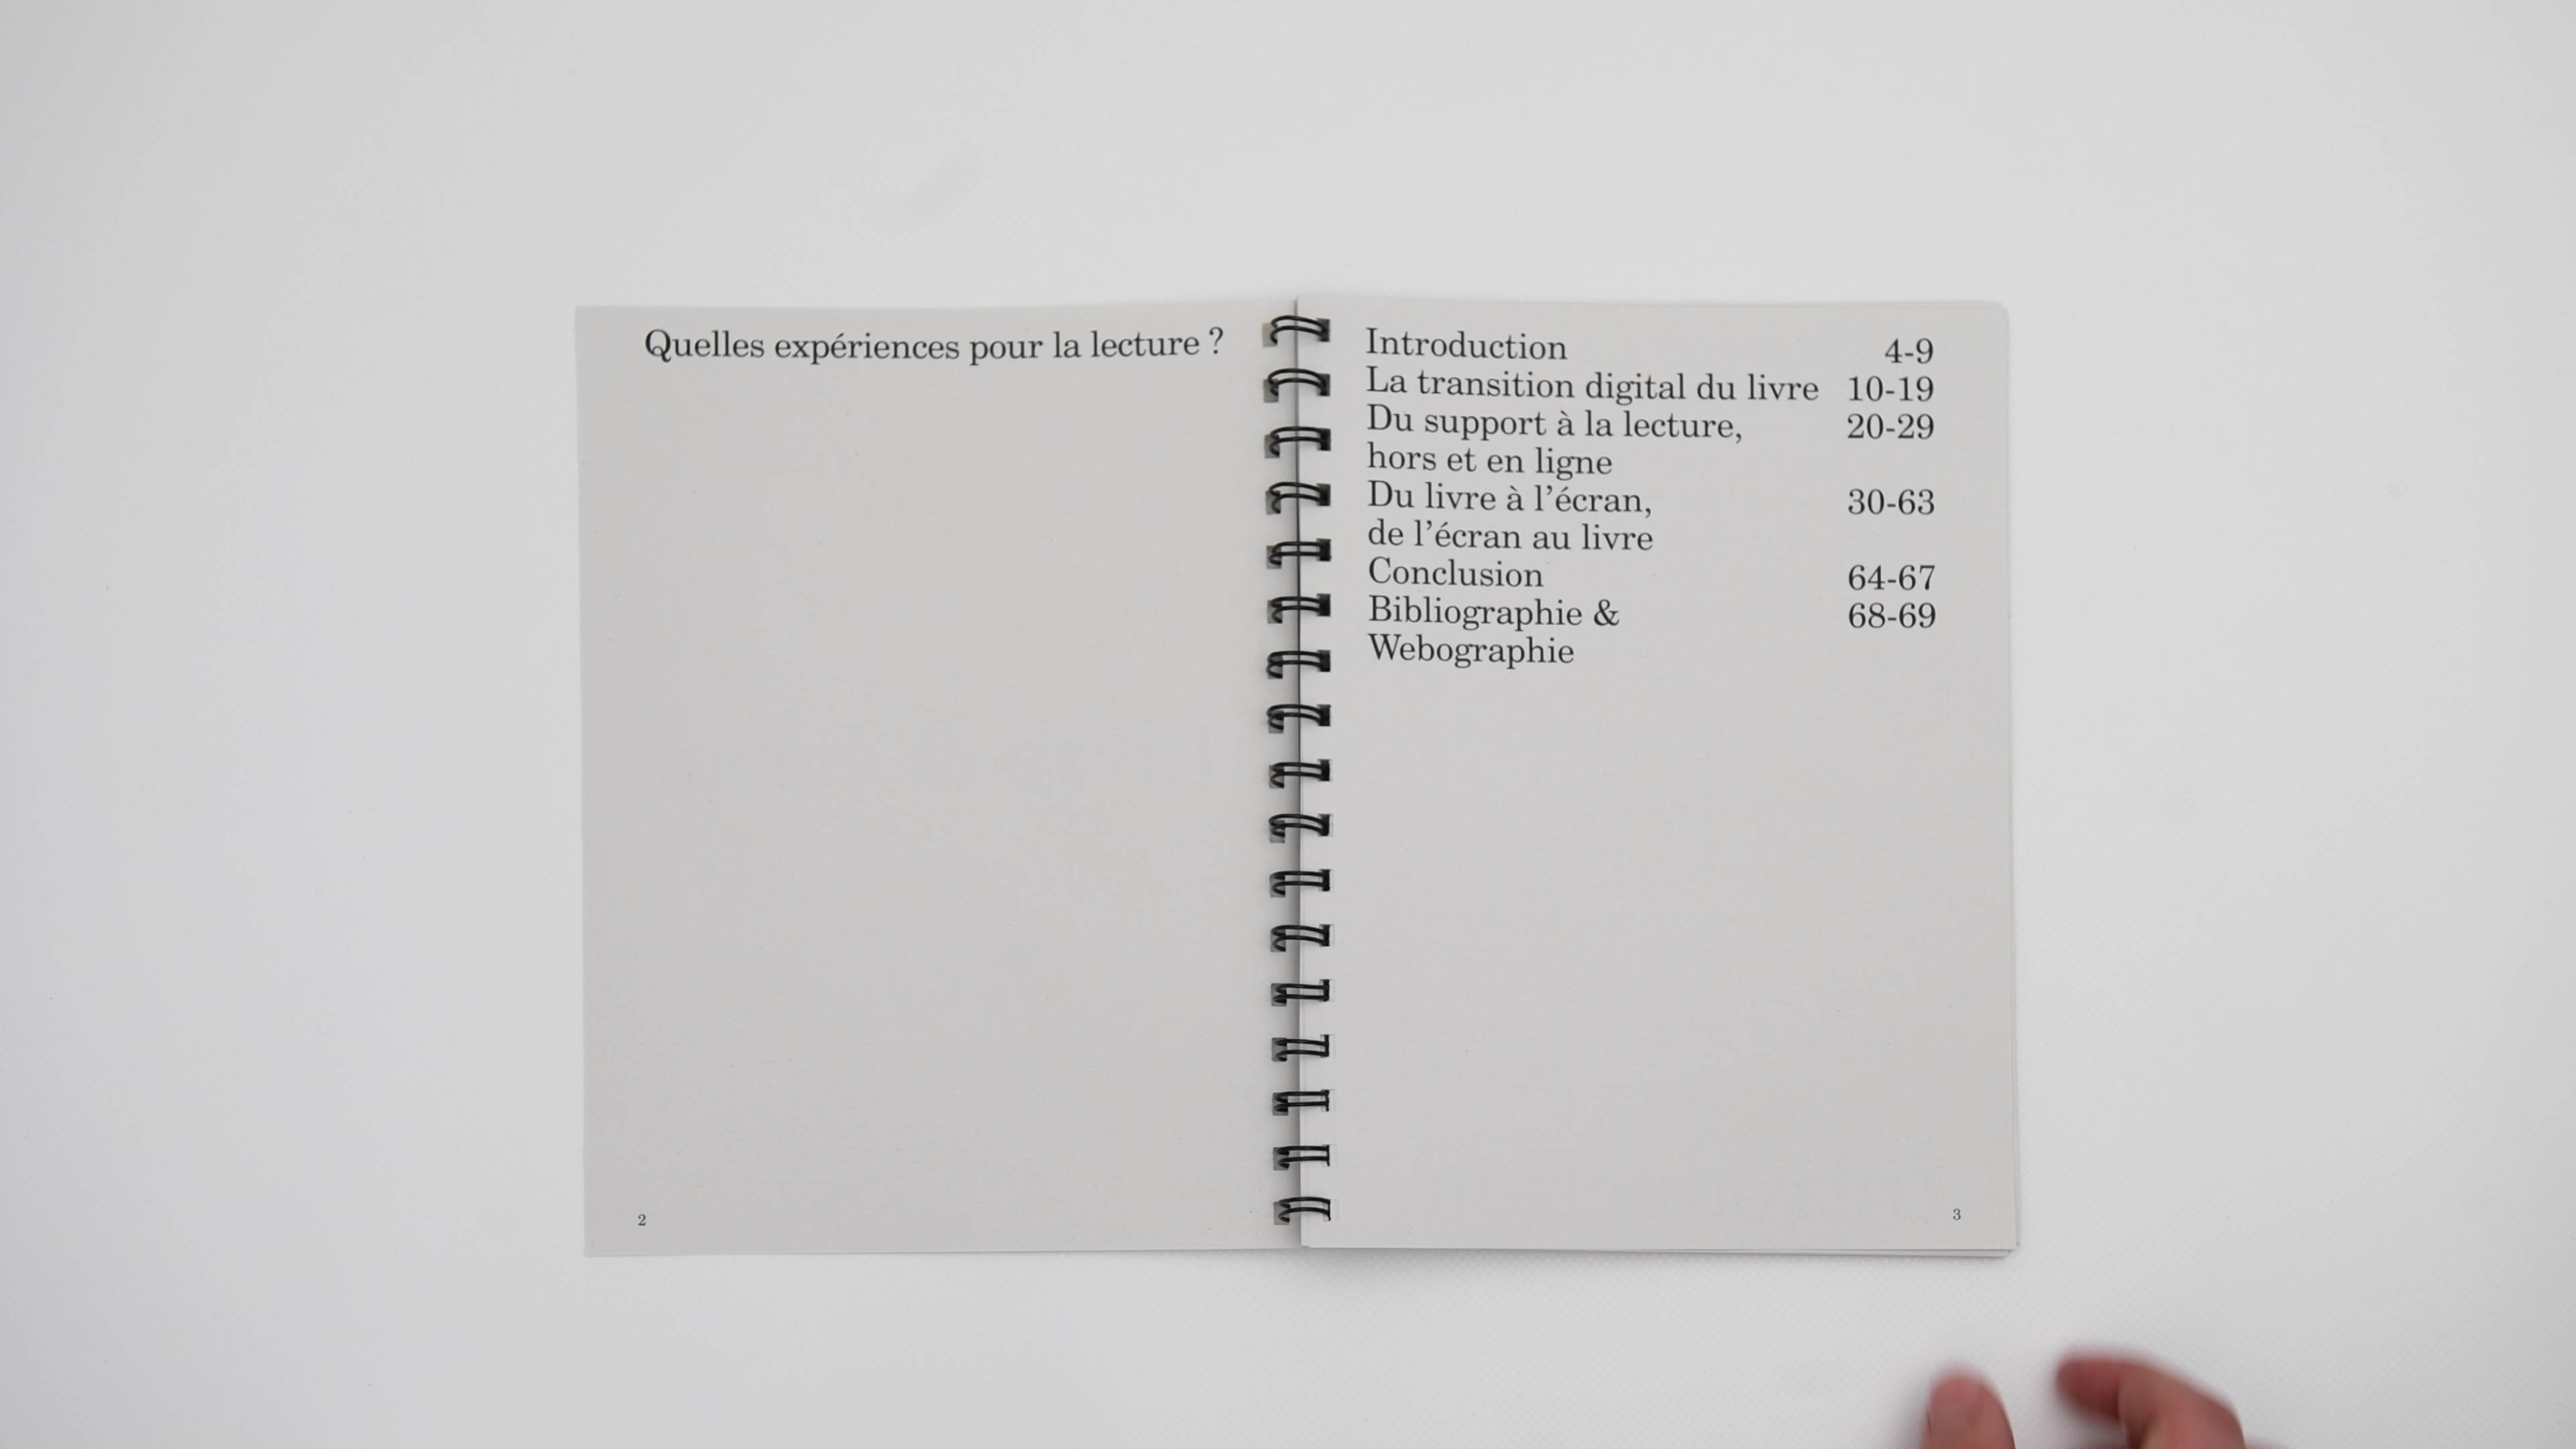 Quelles expériences pour la lecture ?
2
Introduction 4-9
La transition digital du livre 10-19
Du support à la lecture, 20-29
hors et en ligne
Du livre à l’écran, 30-63
de l’écran au livre
Conclusion 64-67
Bibliographie & 68-69
Webographie
3